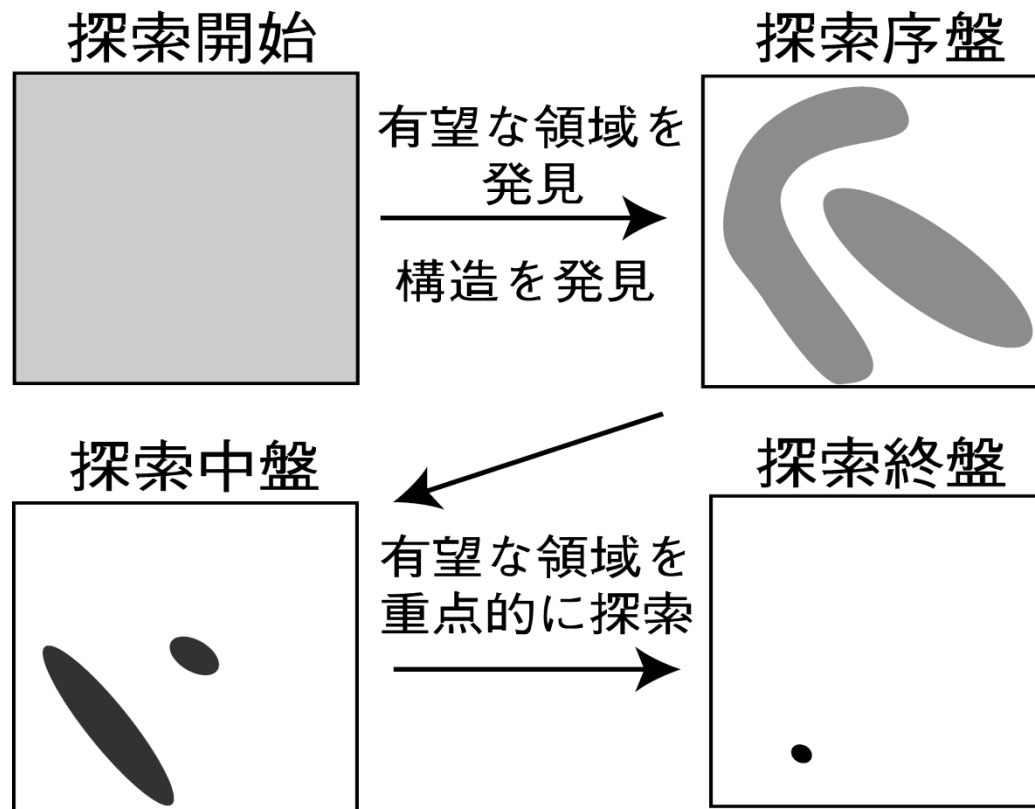 探索開始
探索序盤
有望な領域を
発見
構造を発見
探索中盤
探索終盤
有望な領域を
重点的に探索